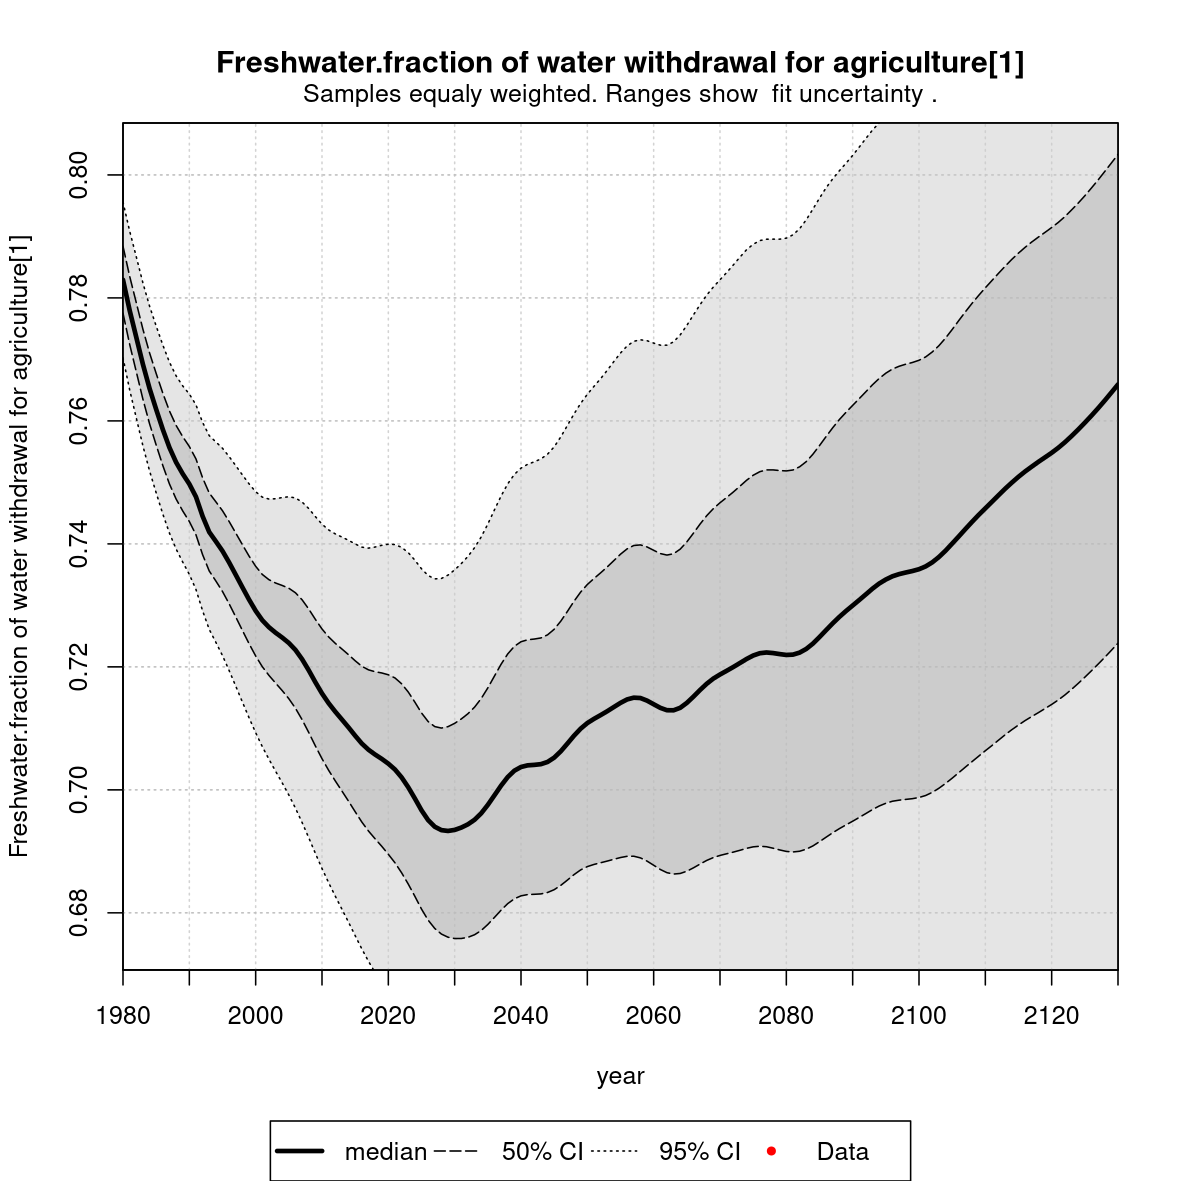 Freshwater.fraction of water withdrawal for agriculture[1]
Samples equaly weighted. Ranges show  fit uncertainty .
Freshwater.fraction of water withdrawal for agriculture[1]
0.80
0.78
0.76
0.74
0.72
0.70
0.68
1980 2000 2020 2040 2060 2080 2100 2120
year
median 50% CI 95% CI Data